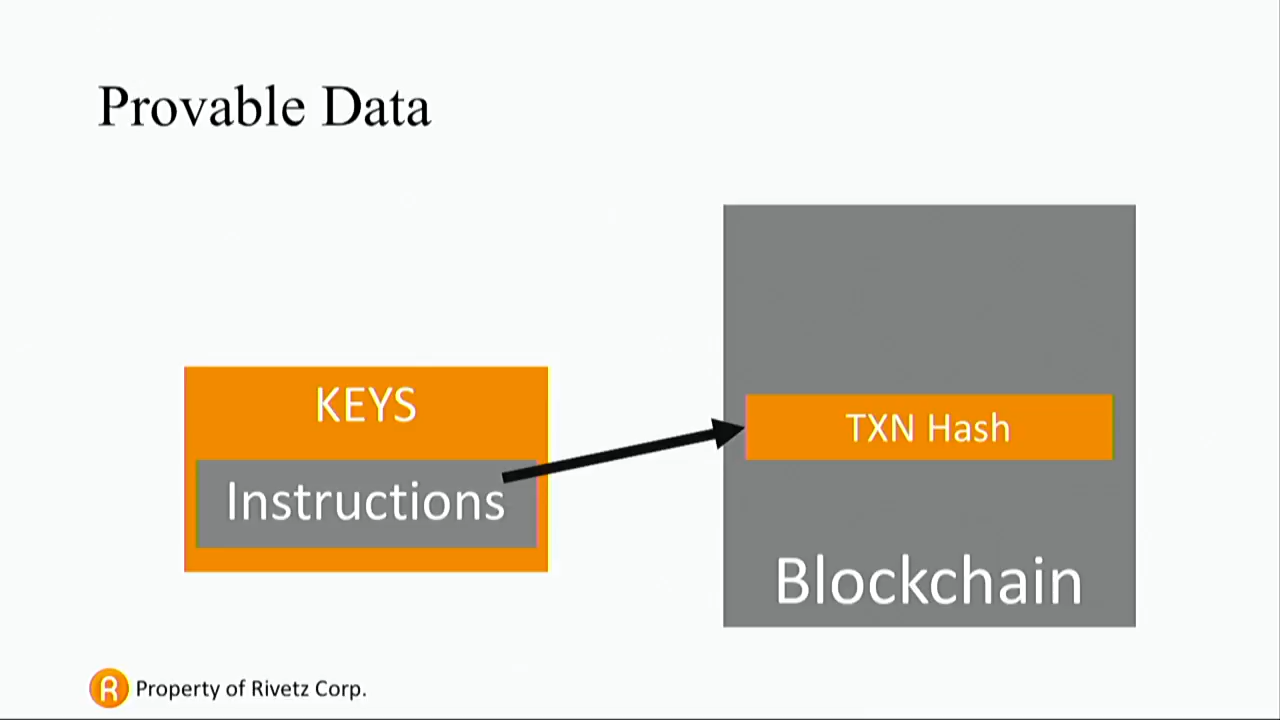 Provable Data
KEYS
Instructions
TXN Hash
Blockchain
R
Property of Rivetz Corp.